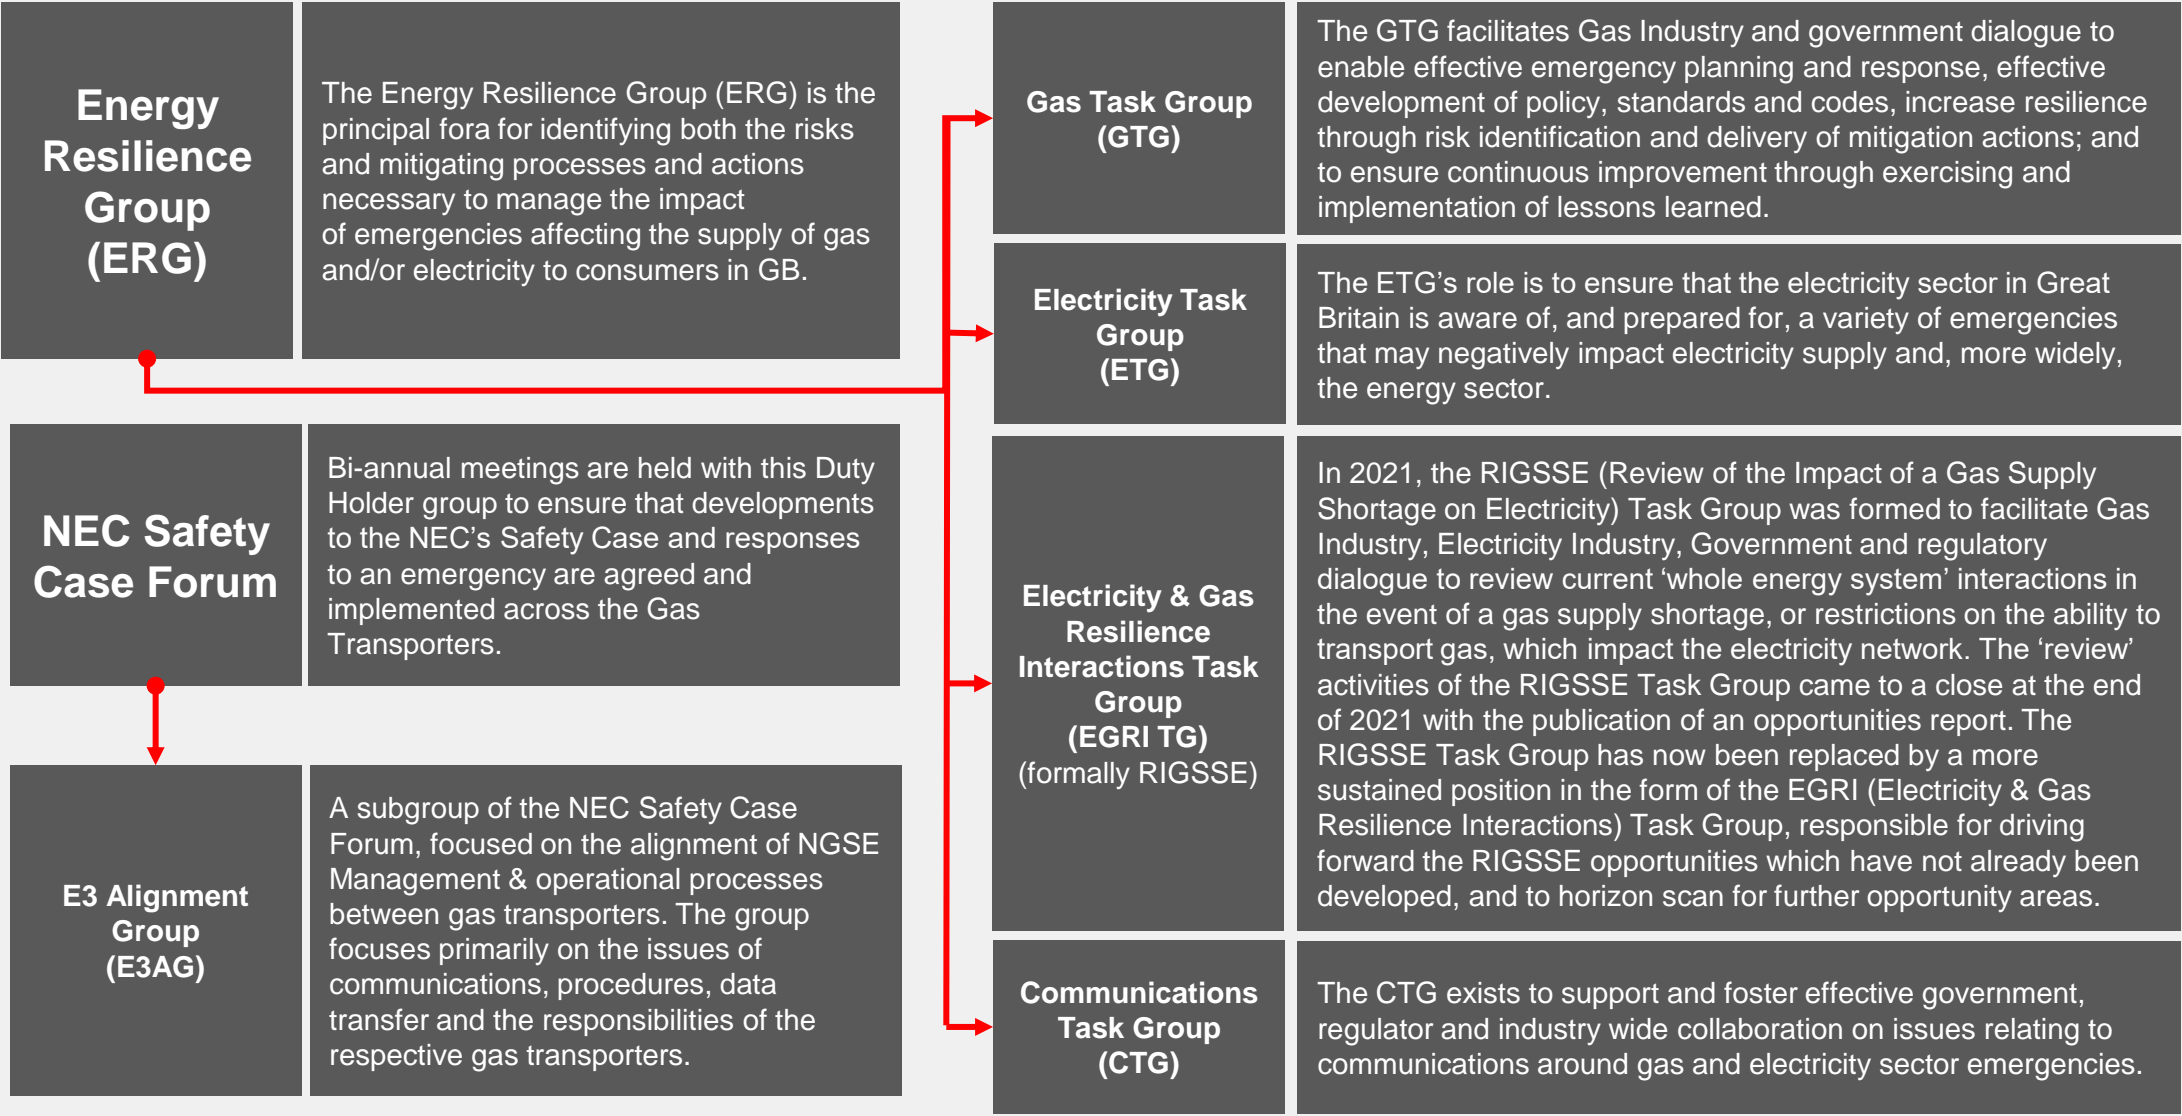 Energy
Resilience
Group
(ERG)
The Energy Resilience Group (ERG) is the
principal fora for identifying both the risks
and mitigating processes and actions
necessary to manage the impact
of emergencies affecting the supply of gas
and/or electricity to consumers in GB.
NEC Safety
Case Forum
Bi-annual meetings are held with this Duty
Holder group to ensure that developments
to the NEC’s Safety Case and responses
to an emergency are agreed and
implemented across the Gas
Transporters.
E3 Alignment
Group
(E3AG)
A subgroup of the NEC Safety Case
Forum, focused on the alignment of NGSE
Management & operational processes
between gas transporters. The group
focuses primarily on the issues of
communications, procedures, data
transfer and the responsibilities of the
respective gas transporters.
Gas Task Group
(GTG)
The GTG facilitates Gas Industry and government dialogue to
enable effective emergency planning and response, effective
development of policy, standards and codes, increase resilience
through risk identification and delivery of mitigation actions; and
to ensure continuous improvement through exercising and
implementation of lessons learned.
Electricity Task
Group
(ETG)
The ETG’s role is to ensure that the electricity sector in Great
Britain is aware of, and prepared for, a variety of emergencies
that may negatively impact electricity supply and, more widely,
the energy sector.
Electricity & Gas
Resilience
Interactions Task
Group
(EGRI TG)
(formally RIGSSE)
In 2021, the RIGSSE (Review of the Impact of a Gas Supply
Shortage on Electricity) Task Group was formed to facilitate Gas
Industry, Electricity Industry, Government and regulatory
dialogue to review current ‘whole energy system’ interactions in
the event of a gas supply shortage, or restrictions on the ability to
transport gas, which impact the electricity network. The ‘review’
activities of the RIGSSE Task Group came to a close at the end
of 2021 with the publication of an opportunities report. The
RIGSSE Task Group has now been replaced by a more
sustained position in the form of the EGRI (Electricity & Gas
Resilience Interactions) Task Group, responsible for driving
forward the RIGSSE opportunities which have not already been
developed, and to horizon scan for further opportunity areas.
Communications
Task Group
(CTG)
The CTG exists to support and foster effective government,
regulator and industry wide collaboration on issues relating to
communications around gas and electricity sector emergencies.